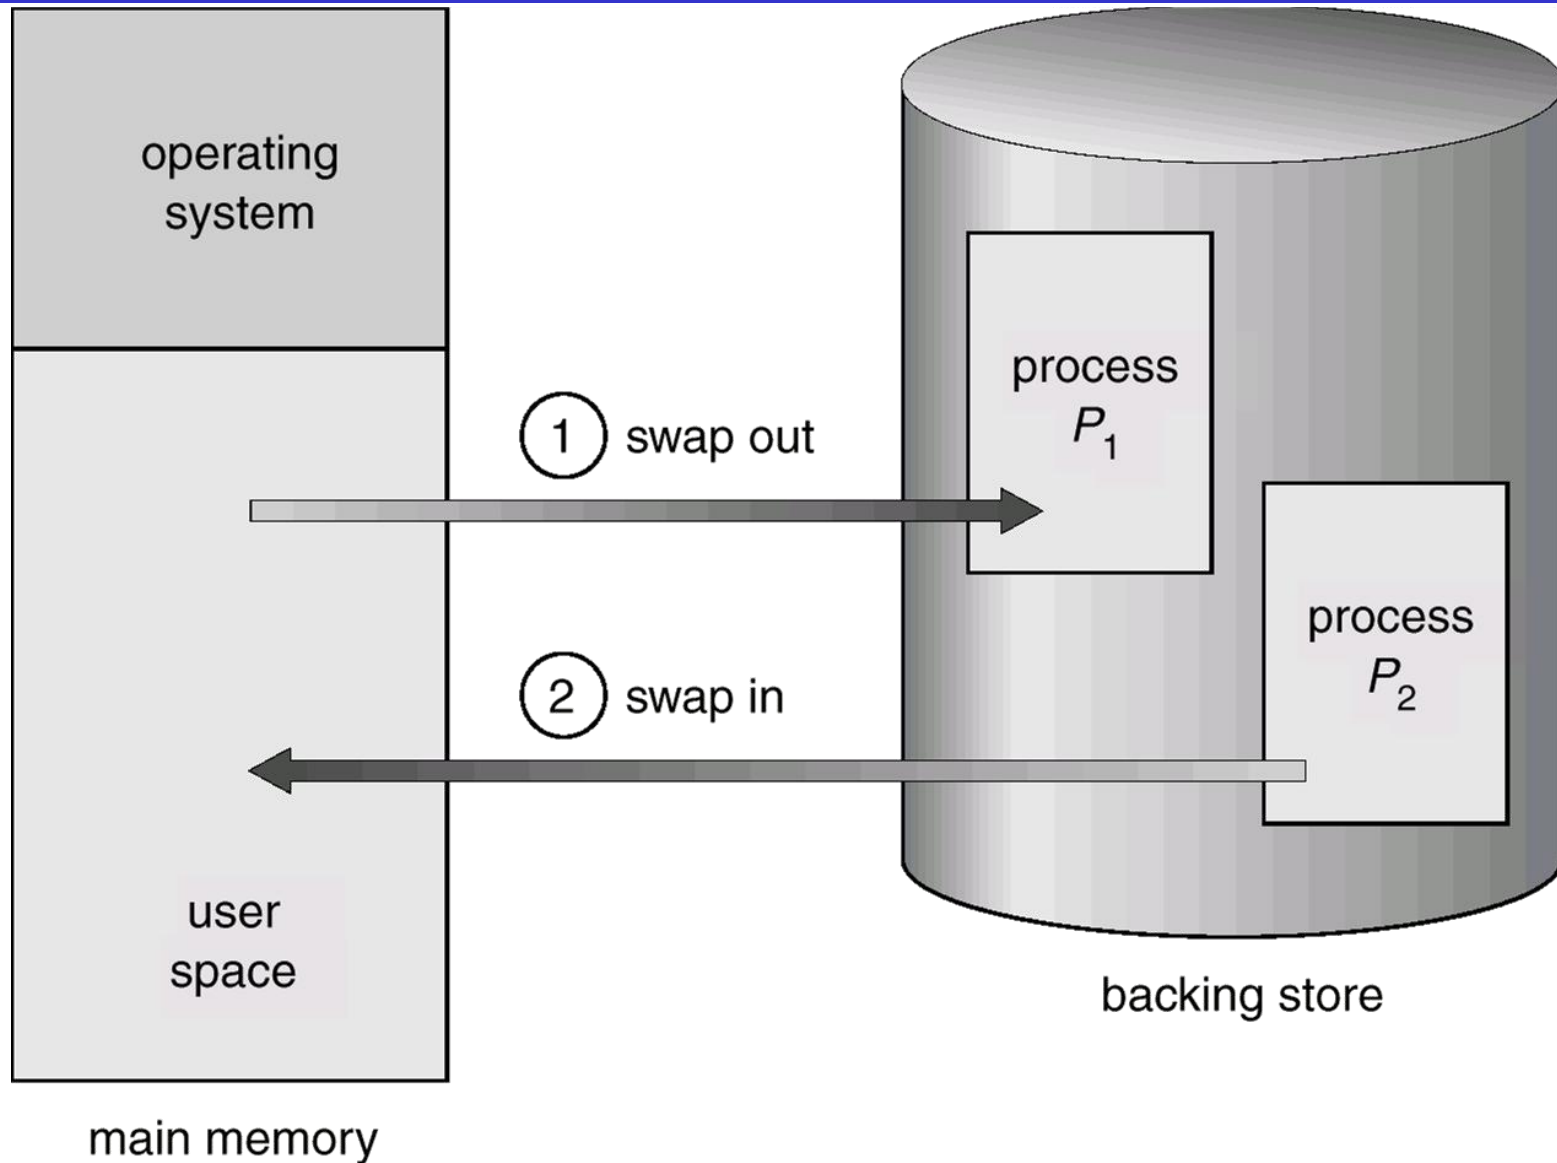 operating
system
process
P₁
1 swap out
process
P₂
2 swap in
user
space
backing store
main memory